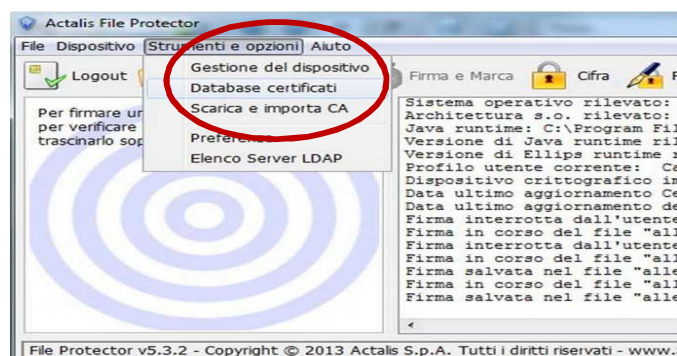 Actalis File Protector
File Dispositivo Strumenti e opzioni Aiuto
Gestione del dispositivo
Database certificati
Scarica e importa CA
Preferenze
Elenco Server LDAP
Logout
Firma e Marca
Cifra
F
Per firmare un
per verificare
trascinarlo sop
Sistema operativo rilevato:
Architettura s.o. rilevato:
Java runtime: C:\Program Fil
Versione di Java runtime ril
Versione di Ellips runtime r
Profilo utente corrente: Ca
Dispositivo crittografico im
Data ultimo aggiornamento Ce
Data ultimo aggiornamento de
Firma interrotta dall'utente
Firma in corso del file "all
Firma interrotta dall'utente
Firma in corso del file "all
Firma salvata nel file "alle
Firma in corso del file "all
Firma salvata nel file "alle
File Protector v5.3.2 - Copyright © 2013 Actalis S.p.A. Tutti i diritti riservati - www.